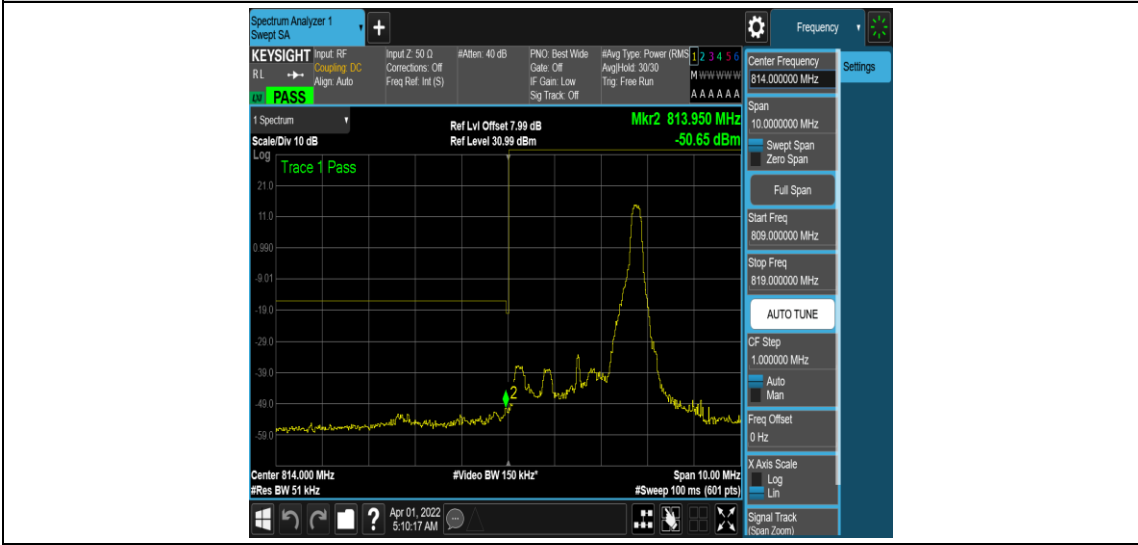 Spectrum Analyzer 1
Swept SA
+
Frequency
KEYSIGHT
R L
PASS
Input: RF
Coupling: DC
Align: Auto
Input Z: 50 Ω
Corrections: Off
Freq Ref: Int (S)
#Atten: 40 dB
PNO: Best Wide
Gate: Off
IF Gain: Low
Sig Track: Off
#Avg Type: Power (RMS
Avg|Hold: 30/30
Trig: Free Run
1 2 3 4 5 6
M W W W W W
A A A A A A
1 Spectrum
Scale/Div 10 dB
Ref Lvl Offset 7.99 dB
Ref Level 30.99 dBm
Mkr2 813.950 MHz
-50.65 dBm
Log
Trace 1 Pass
21.0
11.0
0.990
-9.01
-19.0
-29.0
-39.0
-49.0
-59.0
2
Center 814.000 MHz
#Res BW 51 kHz
#Video BW 150 kHz*
Span 10.00 MHz
#Sweep 100 ms (601 pts)
Center Frequency
814.000000 MHz
Settings
Span
10.0000000 MHz
Swept Span
Zero Span
Full Span
Start Freq
809.000000 MHz
Stop Freq
819.000000 MHz
AUTO TUNE
CF Step
1.000000 MHz
Auto
Man
Freq Offset
0 Hz
X Axis Scale
Log
Lin
Signal Track
(Span Zoom)
?
Apr 01, 2022
5:10:17 AM